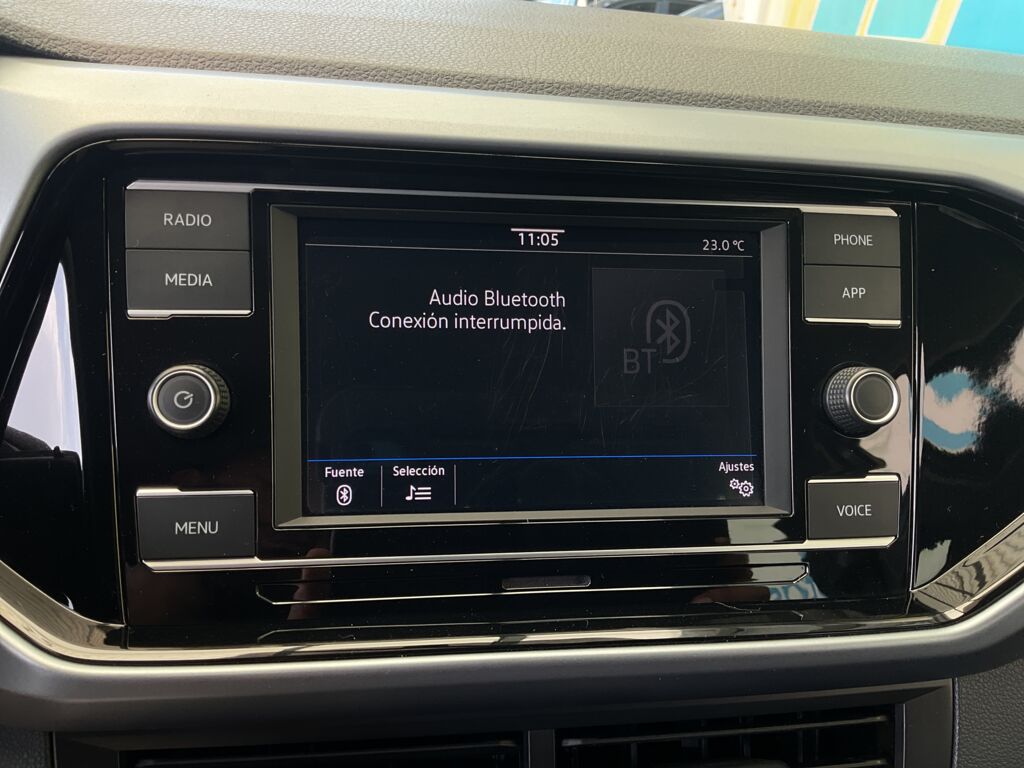 RADIO
MEDIA
MENU
11:05
23.0 °C
Audio Bluetooth
Conexión interrumpida.
BT
Fuente
Selección
Ajustes
PHONE
APP
VOICE